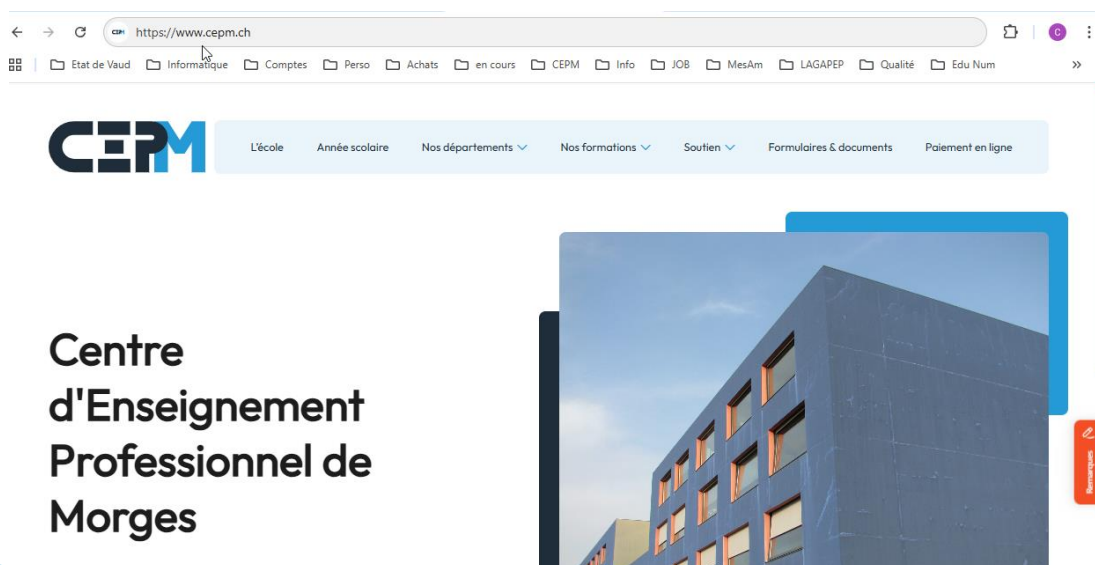 https://www.cepm.ch
C
Etat de Vaud Informatique Comptes Perso Achats en cours CEPM Info JOB MesAm LAGAPEP Qualité Edu Num
CEPM L'école Année scolaire Nos départements Nos formations Soutien Formulaires & documents Paiement en ligne
Centre
d'Enseignement
Professionnel de
Morges
Remarques